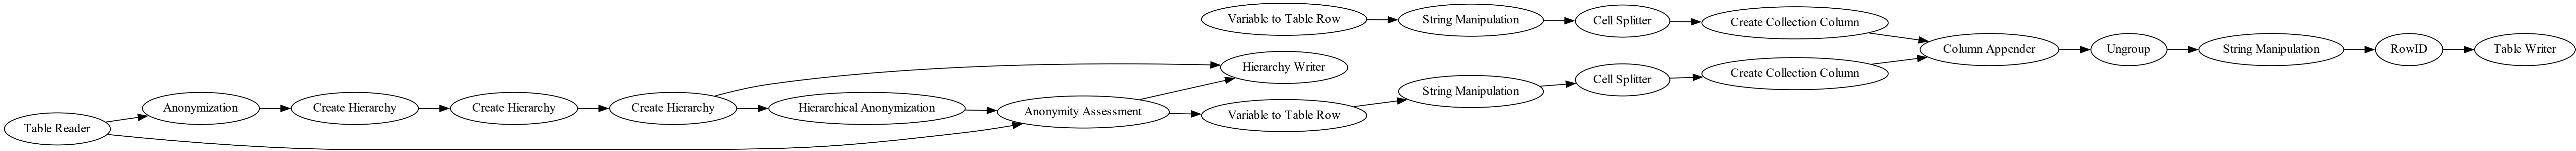 Variable to Table Row
String Manipulation
Cell Splitter
Create Collection Column
Column Appender
Ungroup
String Manipulation
RowID
Table Writer
Hierarchy Writer
Table Reader
Anonymization
Create Hierarchy
Create Hierarchy
Create Hierarchy
Hierarchical Anonymization
Anonymity Assessment
Variable to Table Row
String Manipulation
Cell Splitter
Create Collection Column